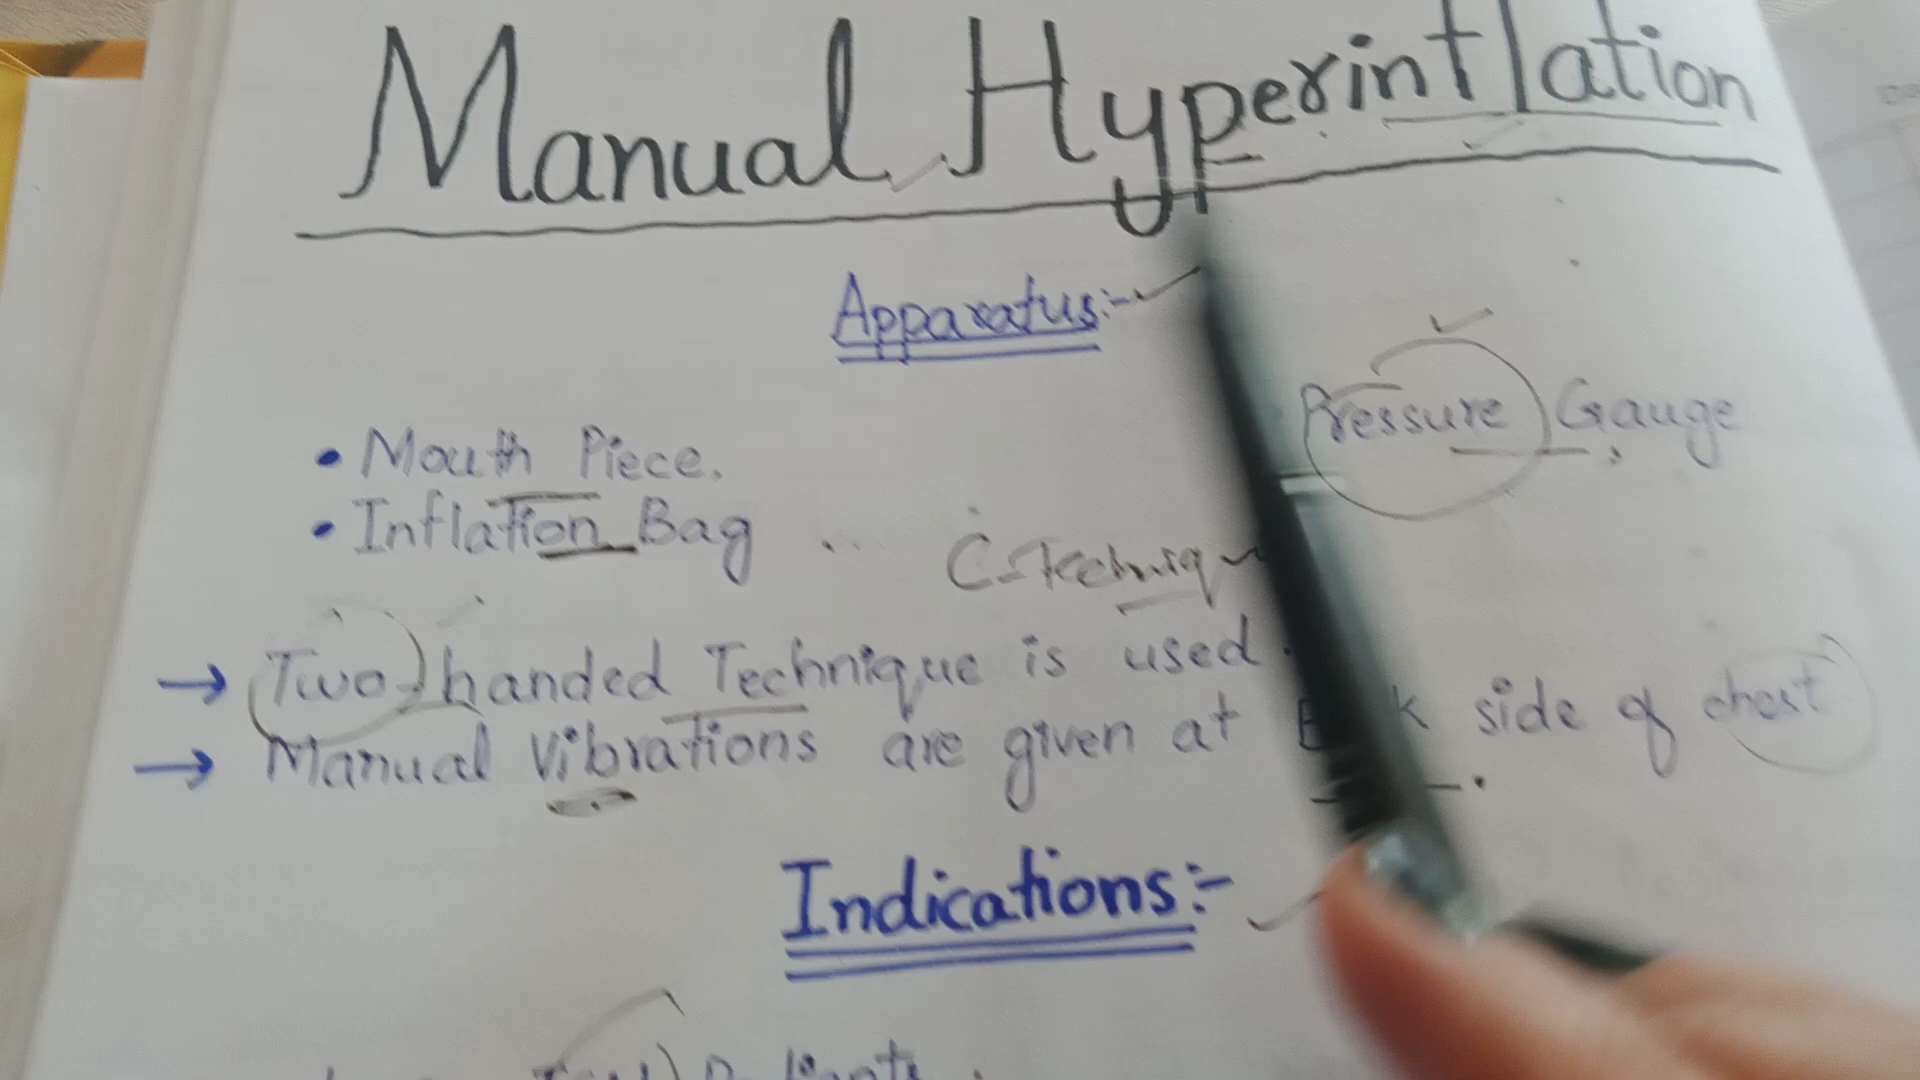 Manual Hyperinflation
Apparatus:-
• Mouth Piece.
Pressure Gauge
• Inflation Bag
C-Techniqu
→ Two-handed Technique is used.
→ Manual vibrations are given at side of chest.
Indications:-